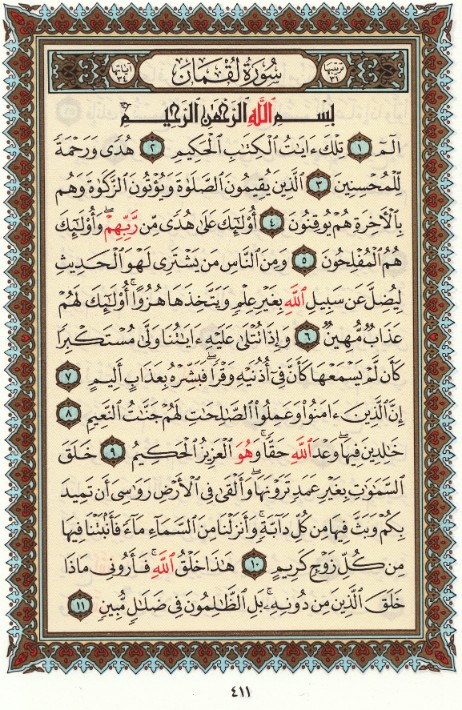 ترتيبها ٣١ سُورَةُ لُقْمَان آياتها ٣٤
بِسْمِ ٱللَّهِ ٱلرَّحْمَٰنِ ٱلرَّحِيمِ
الٓمٓ ١ تِلْكَ ءَايَٰتُ ٱلْكِتَٰبِ ٱلْحَكِيمِ ٢ هُدًى وَرَحْمَةً
لِّلْمُحْسِنِينَ ٣ ٱلَّذِينَ يُقِيمُونَ ٱلصَّلَوٰةَ وَيُؤْتُونَ ٱلزَّكَوٰةَ وَهُم
بِٱلْأَخِرَةِ هُمْ يُوقِنُونَ ٤ أُو۟لَٰٓئِكَ عَلَىٰ هُدًى مِّن رَّبِّهِمْ ۖ وَأُو۟لَٰٓئِكَ
هُمُ ٱلْمُفْلِحُونَ ٥ وَمِنَ ٱلنَّاسِ مَن يَشْتَرِى لَهْوَ ٱلْحَدِيثِ
لِيُضِلَّ عَن سَبِيلِ ٱللَّهِ بِغَيْرِ عِلْمٍ وَيَتَّخِذَهَا هُزُوًا ۚ أُو۟لَٰٓئِكَ لَهُمْ
عَذَابٌ مُّهِينٌ ٦ وَإِذَا تُتْلَىٰ عَلَيْهِ ءَايَٰتُنَا وَلَّىٰ مُسْتَكْبِرًا
كَأَن لَّمْ يَسْمَعْهَا كَأَنَّ فِىٓ أُذُنَيْهِ وَقْرًا ۖ فَبَشِّرْهُ بِعَذَابٍ أَلِيمٍ ٧
إِنَّ ٱلَّذِينَ ءَامَنُوا۟ وَعَمِلُوا۟ ٱلصَّٰلِحَٰتِ لَهُمْ جَنَّٰتُ ٱلنَّعِيمِ ٨
خَٰلِدِينَ فِيهَا ۖ وَعْدَ ٱللَّهِ حَقًّا ۚ وَهُوَ ٱلْعَزِيزُ ٱلْحَكِيمُ ٩ خَلَقَ
ٱلسَّمَٰوَٰتِ بِغَيْرِ عَمَدٍ تَرَوْنَهَا ۖ وَأَلْقَىٰ فِى ٱلْأَرْضِ رَوَٰسِىَ أَن تَمِيدَ
بِكُمْ وَبَثَّ فِيهَا مِن كُلِّ دَآبَّةٍ ۚ وَأَنزَلْنَا مِنَ ٱلسَّمَآءِ مَآءً فَأَنۢبَتْنَا فِيهَا
مِن كُلِّ زَوْجٍ كَرِيمٍ ١٠ هَٰذَا خَلْقُ ٱللَّهِ فَأَرُونِى مَاذَا
خَلَقَ ٱلَّذِينَ مِن دُونِهِۦ ۚ بَلِ ٱلظَّٰلِمُونَ فِى ضَلَٰلٍ مُّبِينٍ ١١
٤١١